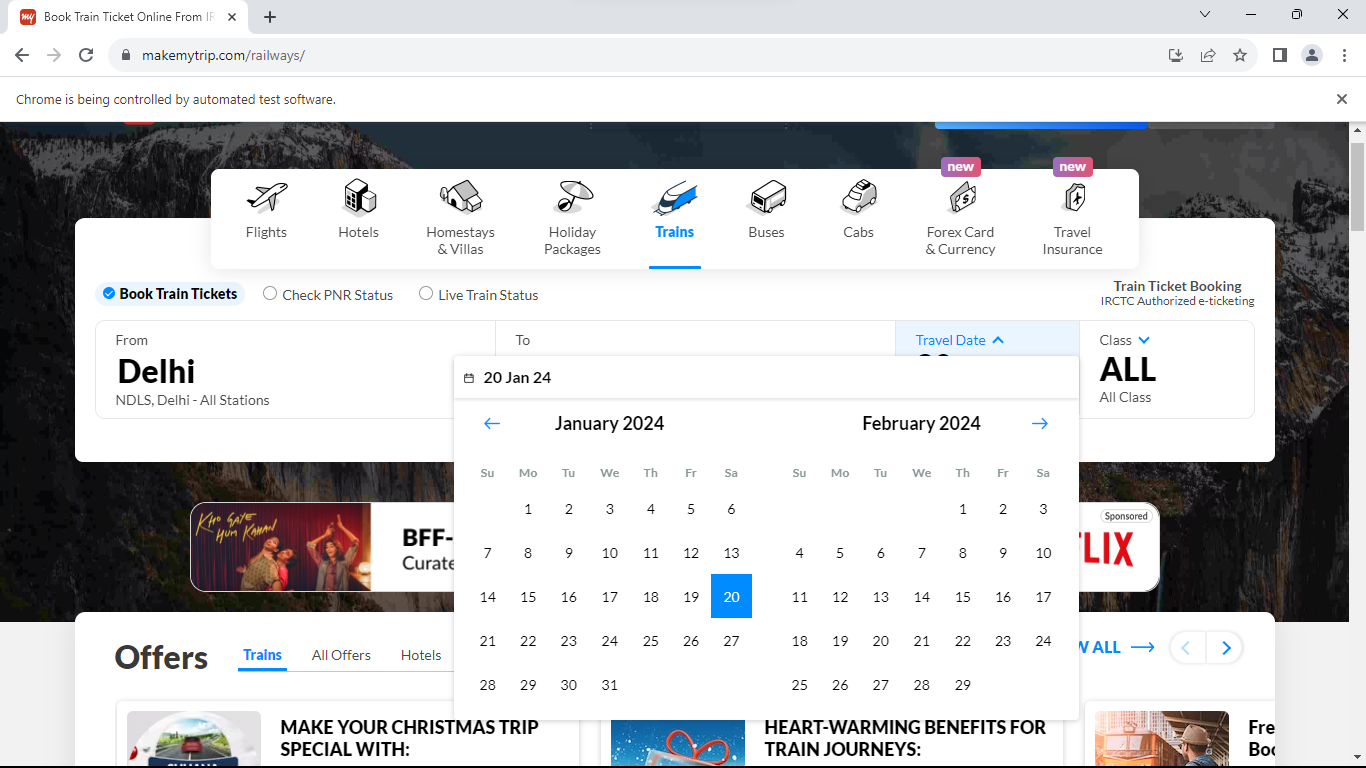 my Book Train Ticket Online From IR
makemytrip.com/railways/
Chrome is being controlled by automated test software.
new
new
Flights
Hotels
Homestays
& Villas
Holiday
Packages
Trains
Buses
Cabs
Forex Card
& Currency
Travel
Insurance
Book Train Tickets
Check PNR Status
Live Train Status
Train Ticket Booking
IRCTC Authorized e-ticketing
From
Delhi
NDLS, Delhi - All Stations
To
Travel Date
Class
ALL
All Class
20 Jan 24
January 2024
Su Mo Tu We Th Fr Sa
1 2 3 4 5 6
7 8 9 10 11 12 13
14 15 16 17 18 19 20
21 22 23 24 25 26 27
28 29 30 31
February 2024
Su Mo Tu We Th Fr Sa
1 2 3
4 5 6 7 8 9 10
11 12 13 14 15 16 17
18 19 20 21 22 23 24
25 26 27 28 29
KHO GAYE
HUM KAHAN
BFF-
Curate
Sponsored
FLIX
Offers
Trains
All Offers
Hotels
W ALL
MAKE YOUR CHRISTMAS TRIP
SPECIAL WITH:
HEART-WARMING BENEFITS FOR
TRAIN JOURNEYS:
Fre
Boo